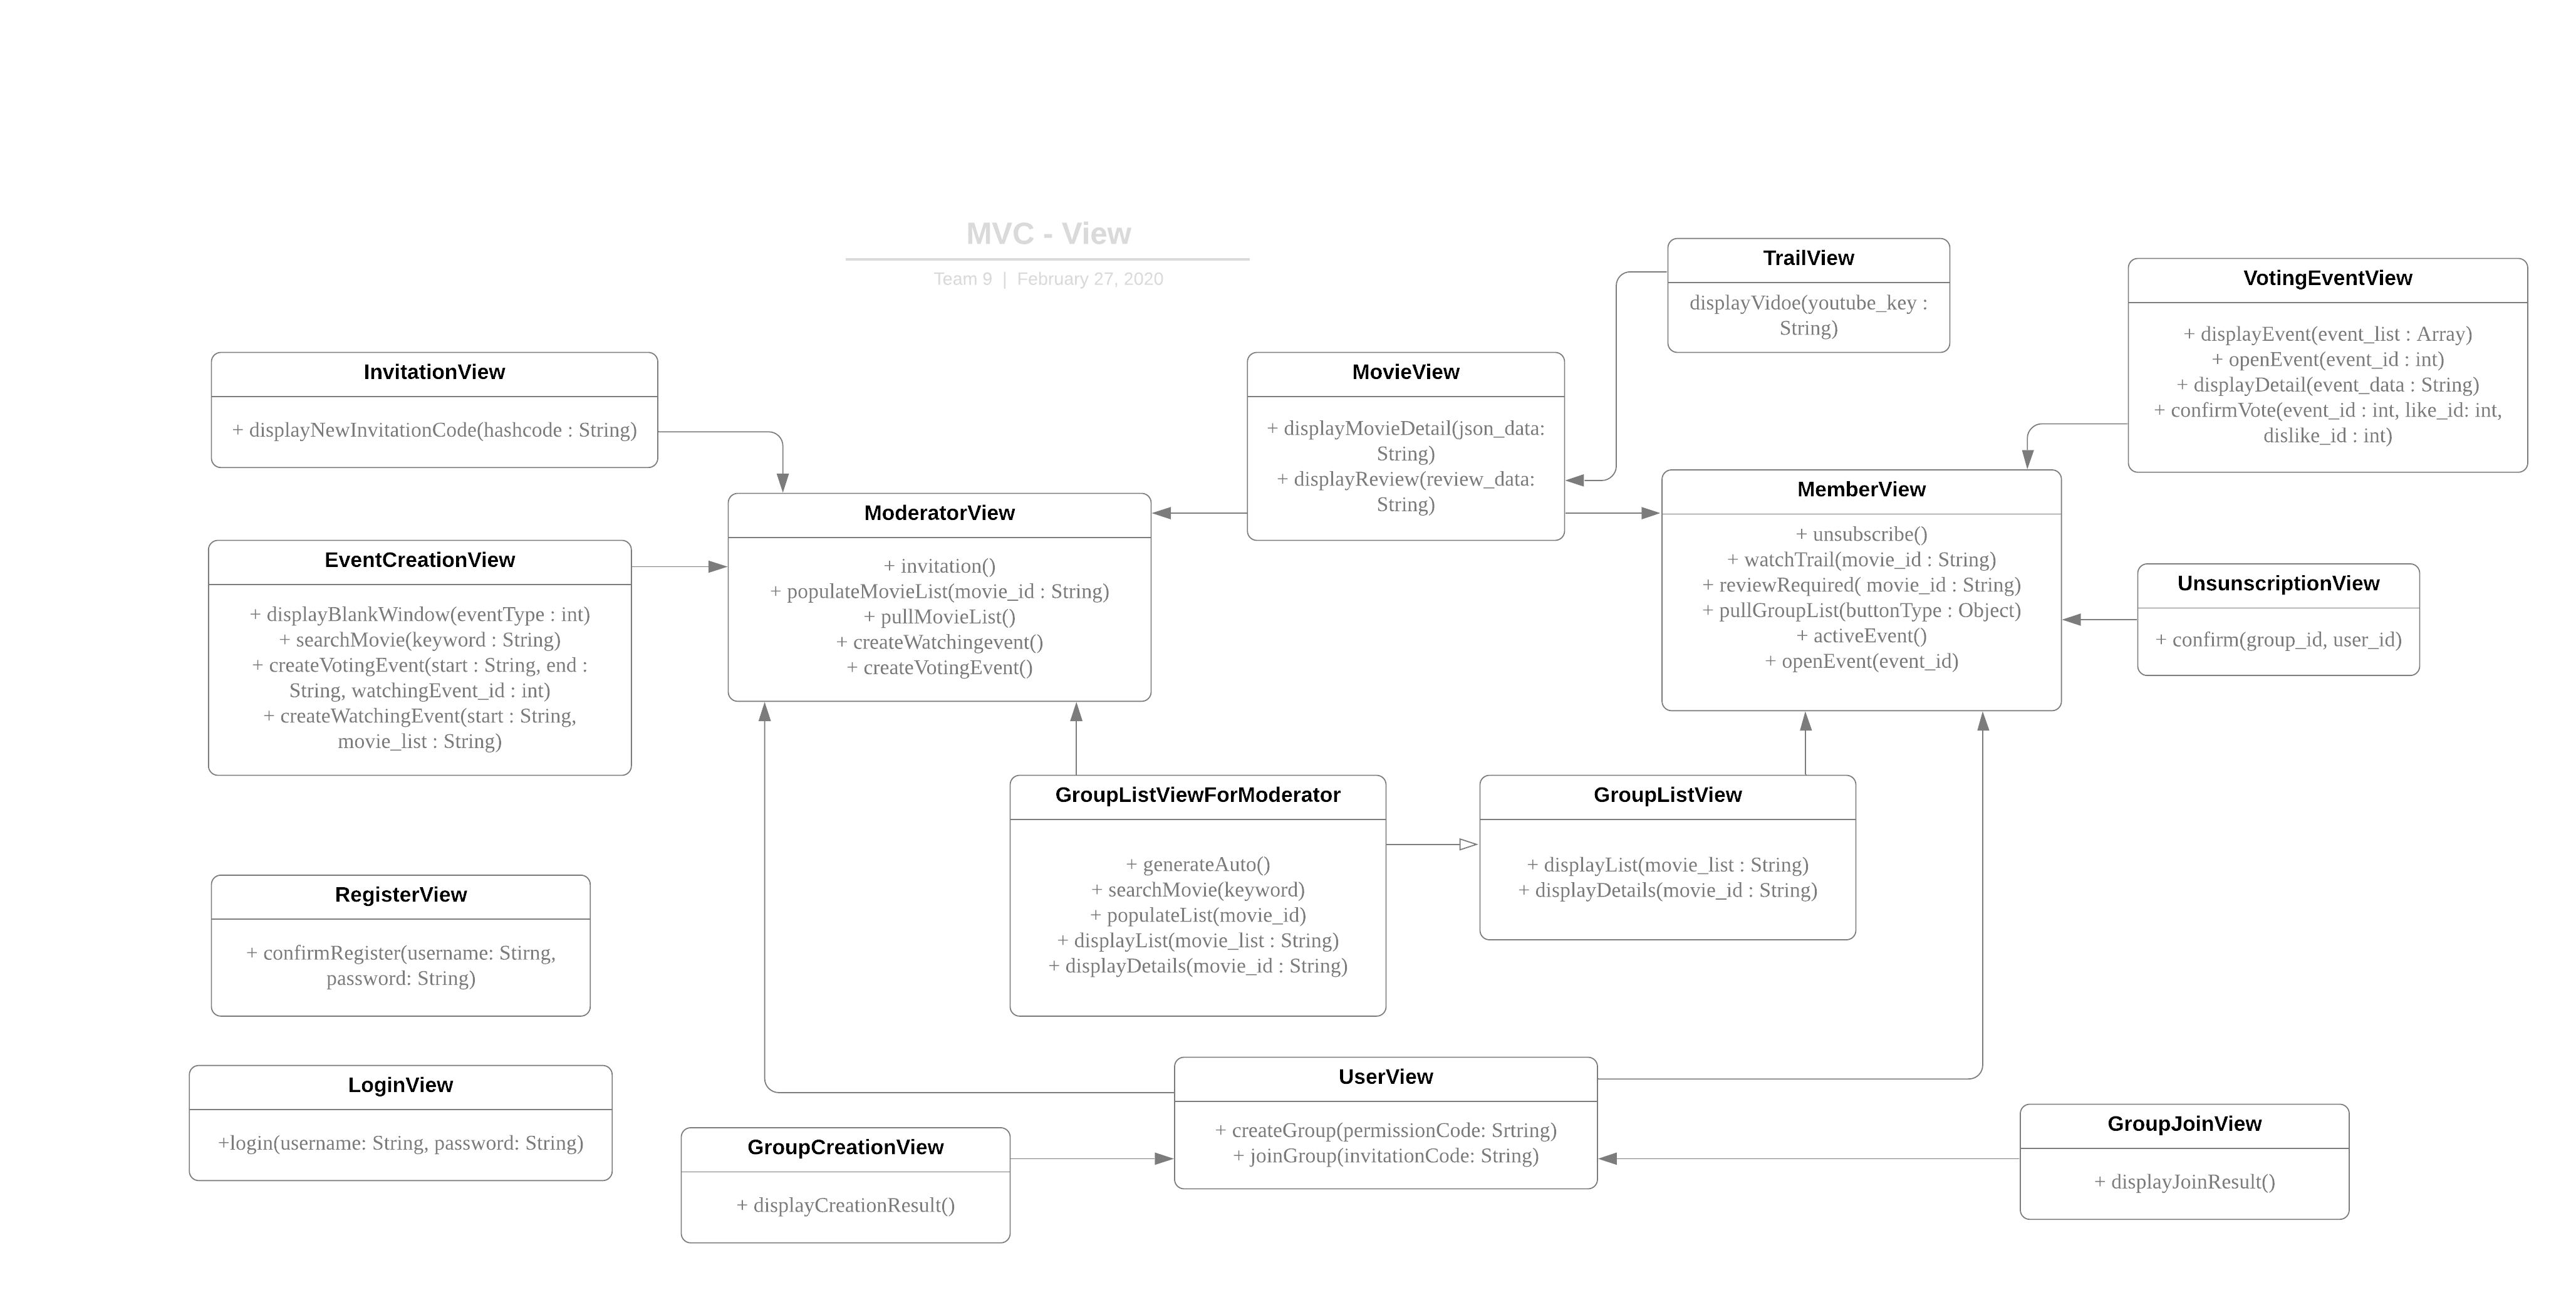 MVC - View
Team 9 | February 27, 2020
TrailView
displayVidoe(youtube_key :
String)
VotingEventView
+ displayEvent(event_list : Array)
+ openEvent(event_id : int)
+ displayDetail(event_data : String)
+ confirmVote(event_id : int, like_id: int,
dislike_id : int)
InvitationView
+ displayNewInvitationCode(hashcode : String)
MovieView
+ displayMovieDetail(json_data:
String)
+ displayReview(review_data:
String)
ModeratorView
+ invitation()
+ populateMovieList(movie_id : String)
+ pullMovieList()
+ createWatchingevent()
+ createVotingEvent()
MemberView
+ unsubscribe()
+ watchTrail(movie_id : String)
+ reviewRequired( movie_id : String)
+ pullGroupList(buttonType : Object)
+ activeEvent()
+ openEvent(event_id)
EventCreationView
+ displayBlankWindow(eventType : int)
+ searchMovie(keyword : String)
+ createVotingEvent(start : String, end :
String, watchingEvent_id : int)
+ createWatchingEvent(start : String,
movie_list : String)
UnsunscriptionView
+ confirm(group_id, user_id)
GroupListViewForModerator
+ generateAuto()
+ searchMovie(keyword)
+ populateList(movie_id)
+ displayList(movie_list : String)
+ displayDetails(movie_id : String)
GroupListView
+ displayList(movie_list : String)
+ displayDetails(movie_id : String)
RegisterView
+ confirmRegister(username: Stirng,
password: String)
LoginView
+login(username: String, password: String)
UserView
+ createGroup(permissionCode: Srtring)
+ joinGroup(invitationCode: String)
GroupCreationView
+ displayCreationResult()
GroupJoinView
+ displayJoinResult()